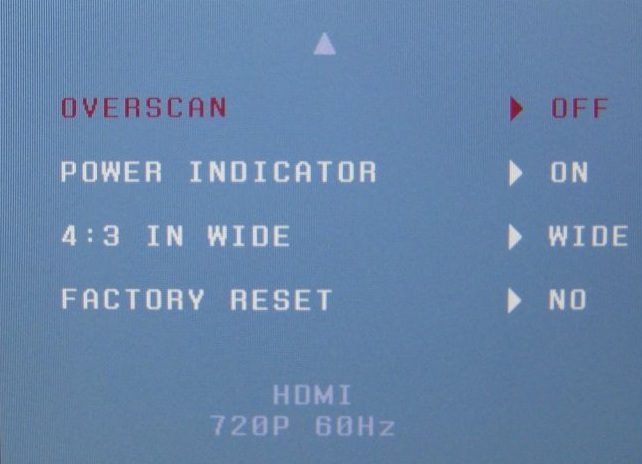 OVERSCAN ▶ OFF
POWER INDICATOR ▶ ON
4:3 IN WIDE ▶ WIDE
FACTORY RESET ▶ NO
HDMI
720P 60Hz